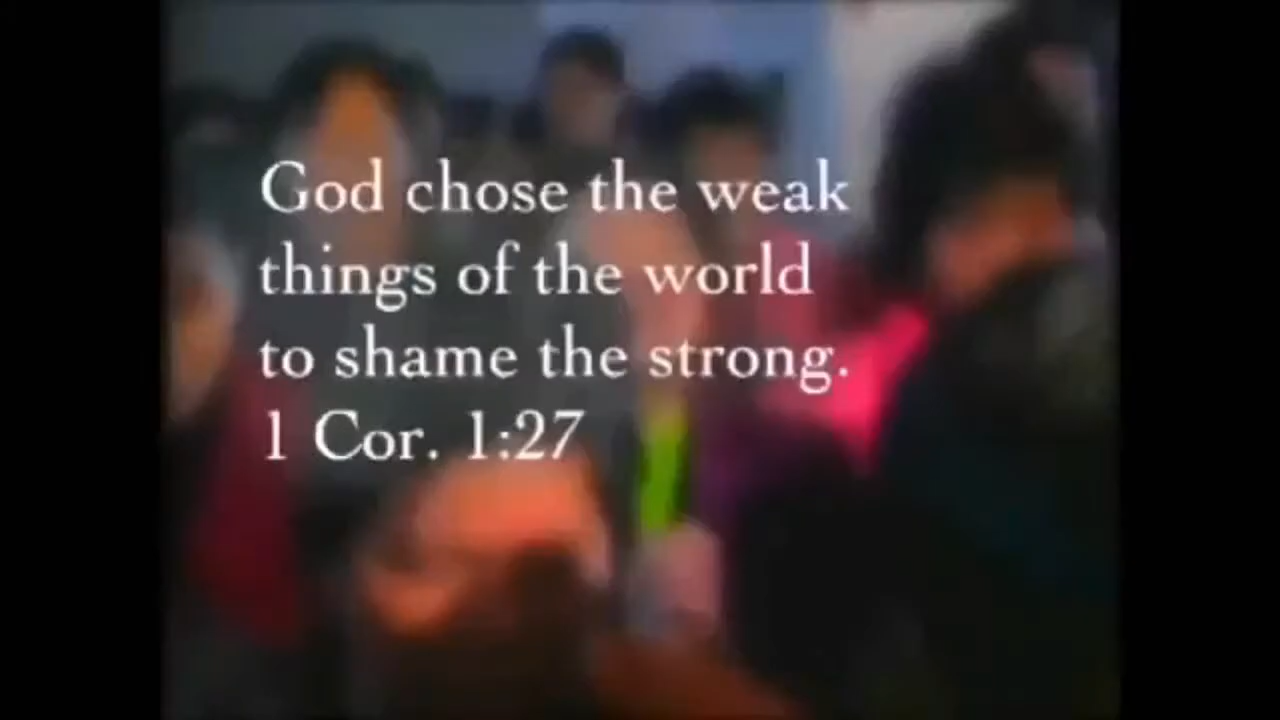 God chose the weak
things of the world
to shame the strong.
1 Cor. 1:27